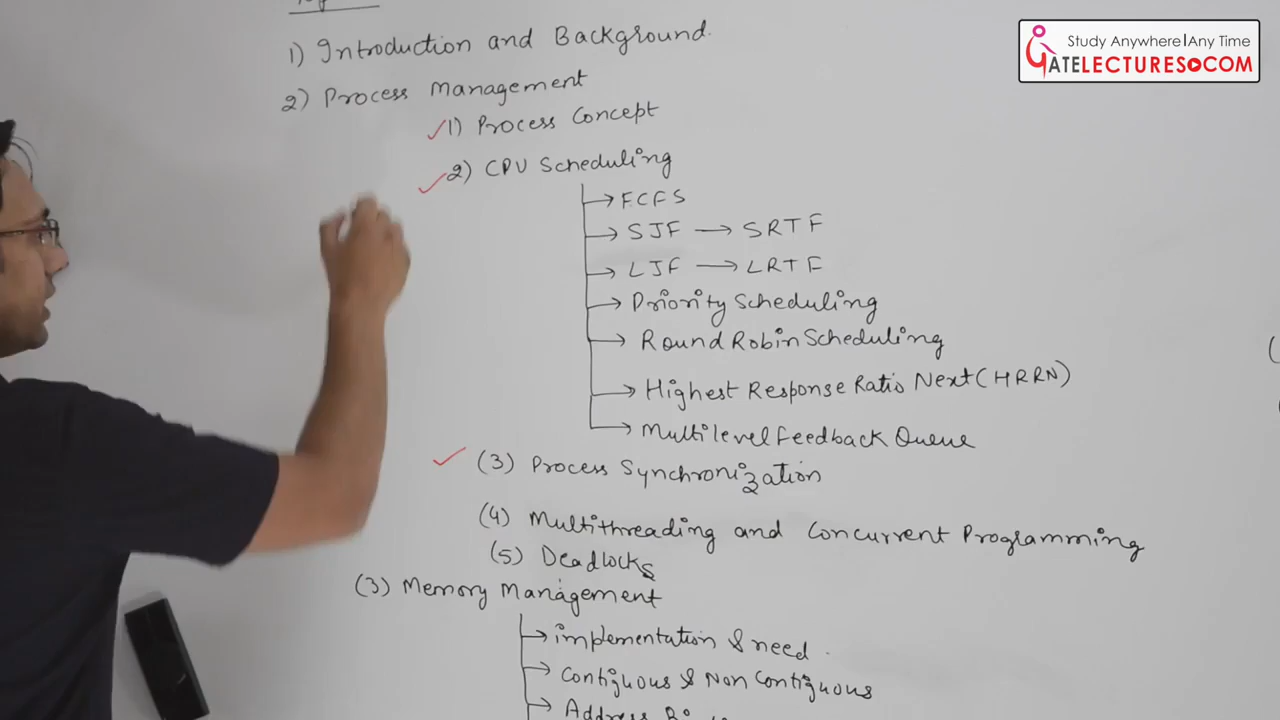 Study Anywhere|Any Time
GATELECTURES.COM
1) Introduction and Background.
2) Process Management
1) Process Concept
2) CPU Scheduling
FCFS
SJF → SRTF
LJF → LRTF
Priority Scheduling
Round Robin Scheduling
Highest Response Ratio Next (HRRN)
Multilevel Feedback Queue
(3) Process Synchronization
(4) Multithreading and Concurrent Programming
(5) Deadlocks
(3) Memory Management
implementation & need
Contiguous & Non Contiguous
Address